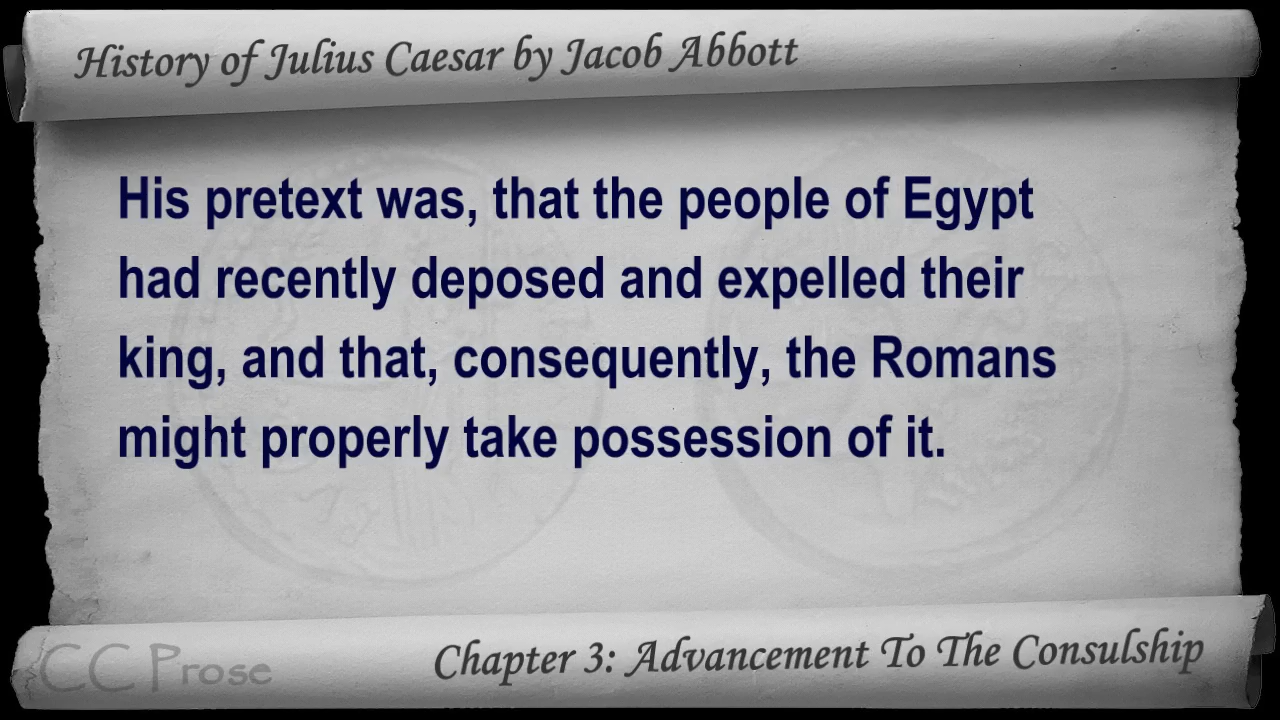 History of Julius Caesar by Jacob Abbott
His pretext was, that the people of Egypt
had recently deposed and expelled their
king, and that, consequently, the Romans
might properly take possession of it.
CC Prose
Chapter 3: Advancement To The Consulship